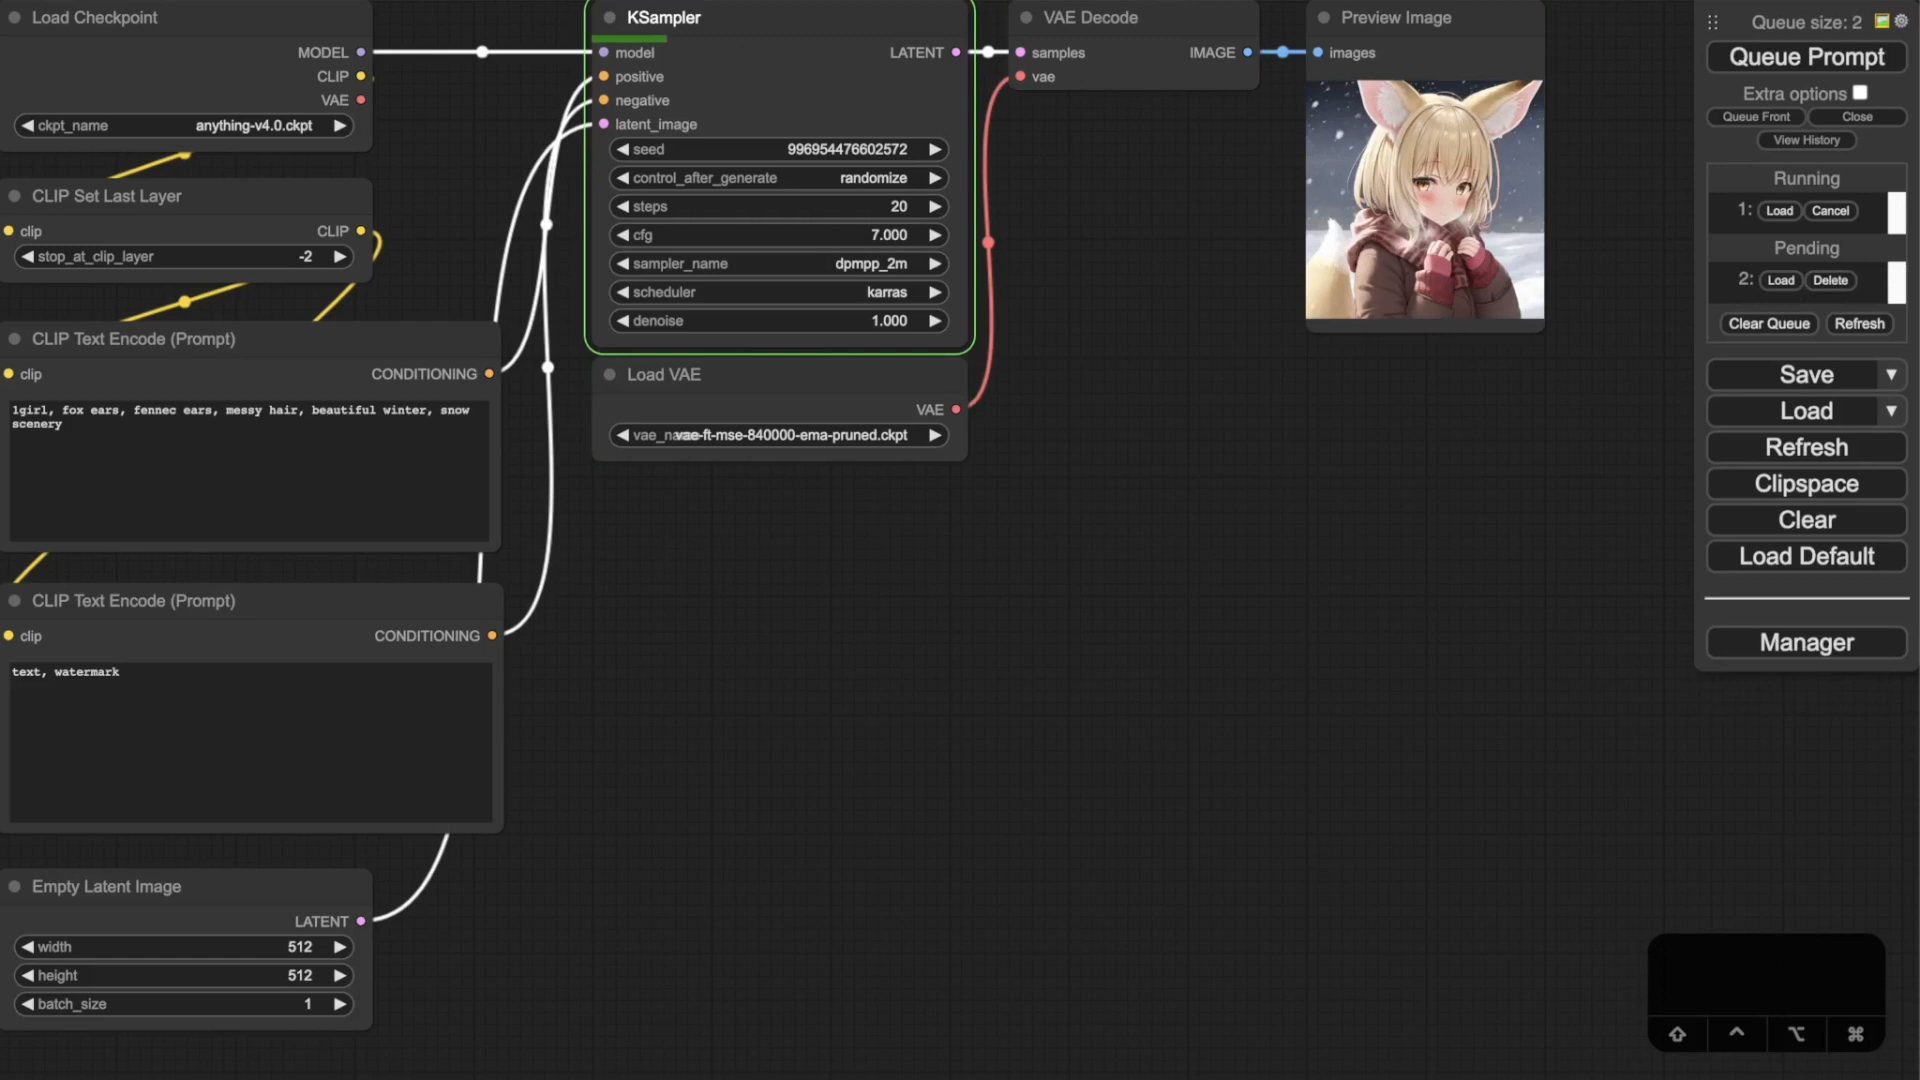 Load Checkpoint
MODEL
CLIP
VAE
ckpt_name anything-v4.0.ckpt
CLIP Set Last Layer
clip CLIP
stop_at_clip_layer -2
CLIP Text Encode (Prompt)
clip CONDITIONING
1girl, fox ears, fennec ears, messy hair, beautiful winter, snow
scenery
CLIP Text Encode (Prompt)
clip CONDITIONING
text, watermark
Empty Latent Image
LATENT
width 512
height 512
batch_size 1
KSampler
model LATENT
positive
negative
latent_image
seed 996954476602572
control_after_generate randomize
steps 20
cfg 7.000
sampler_name dpmpp_2m
scheduler karras
denoise 1.000
Load VAE
VAE
vae-ft-mse-840000-ema-pruned.ckpt
VAE Decode
samples IMAGE
vae
Preview Image
images
Queue size: 2
Queue Prompt
Extra options
Queue Front Close
View History
Running
1: Load Cancel
Pending
2: Load Delete
Clear Queue Refresh
Save
Load
Refresh
Clipspace
Clear
Load Default
Manager